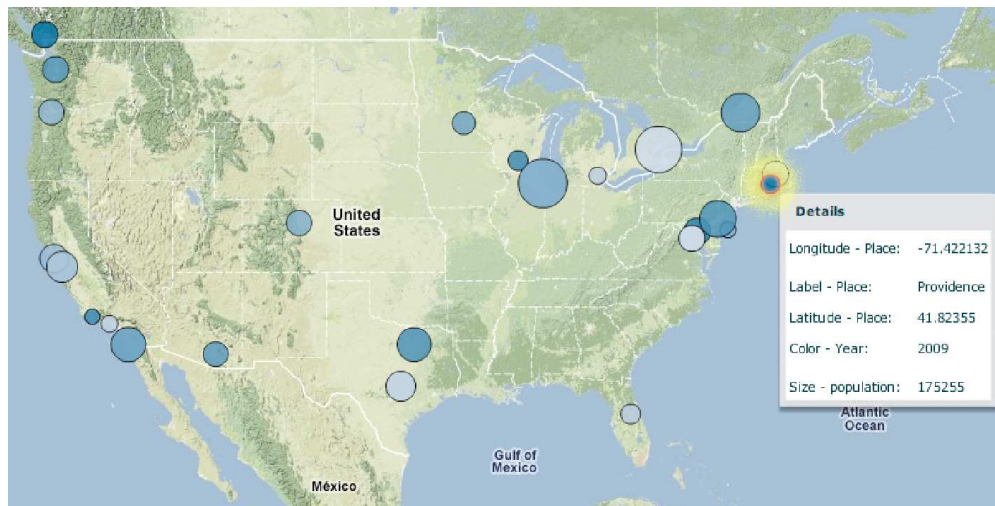 United
States
Details
Longitude - Place: -71.422132
Label - Place: Providence
Latitude - Place: 41.82355
Color - Year: 2009
Size - population: 175255
Atlantic
Ocean
Gulf of
Mexico
México